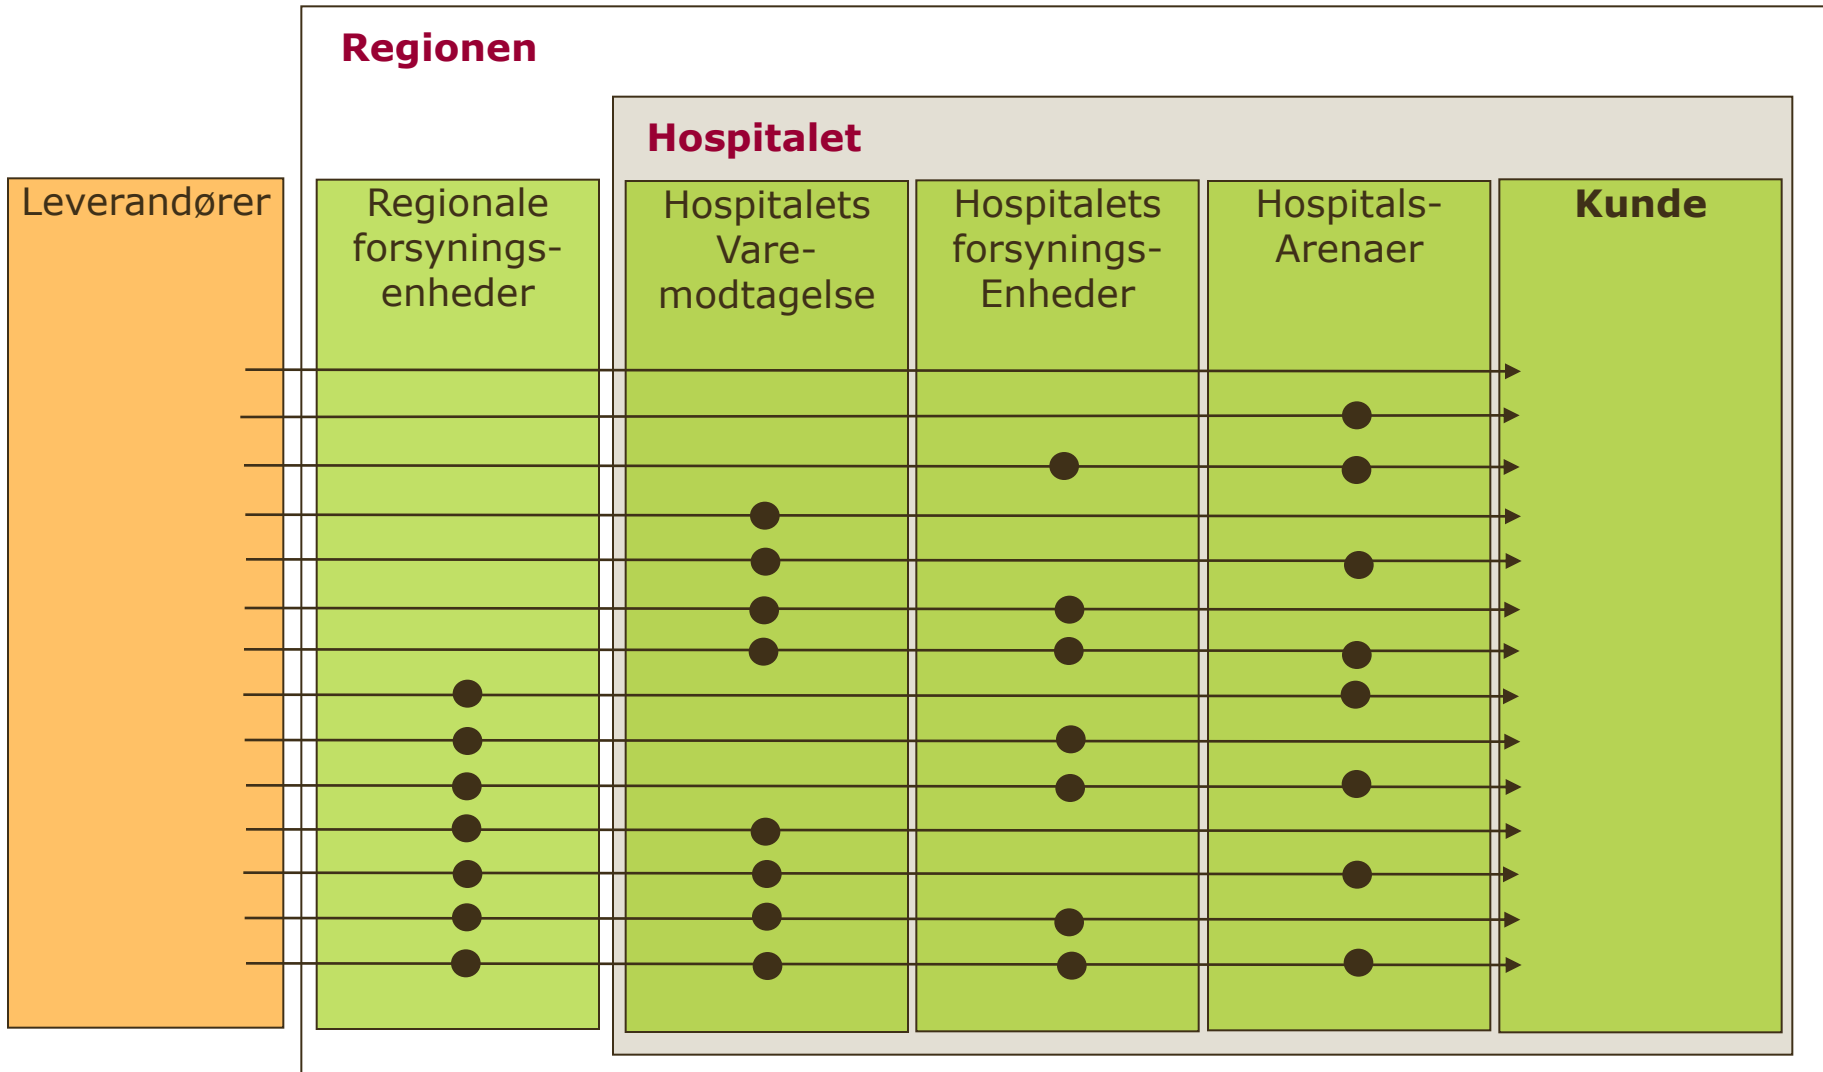 Regionen
Hospitalet
Leverandører
Regionale
forsynings-
enheder
Hospitalets
Vare-
modtagelse
Hospitalets
forsynings-
Enheder
Hospitals-
Arenaer
Kunde